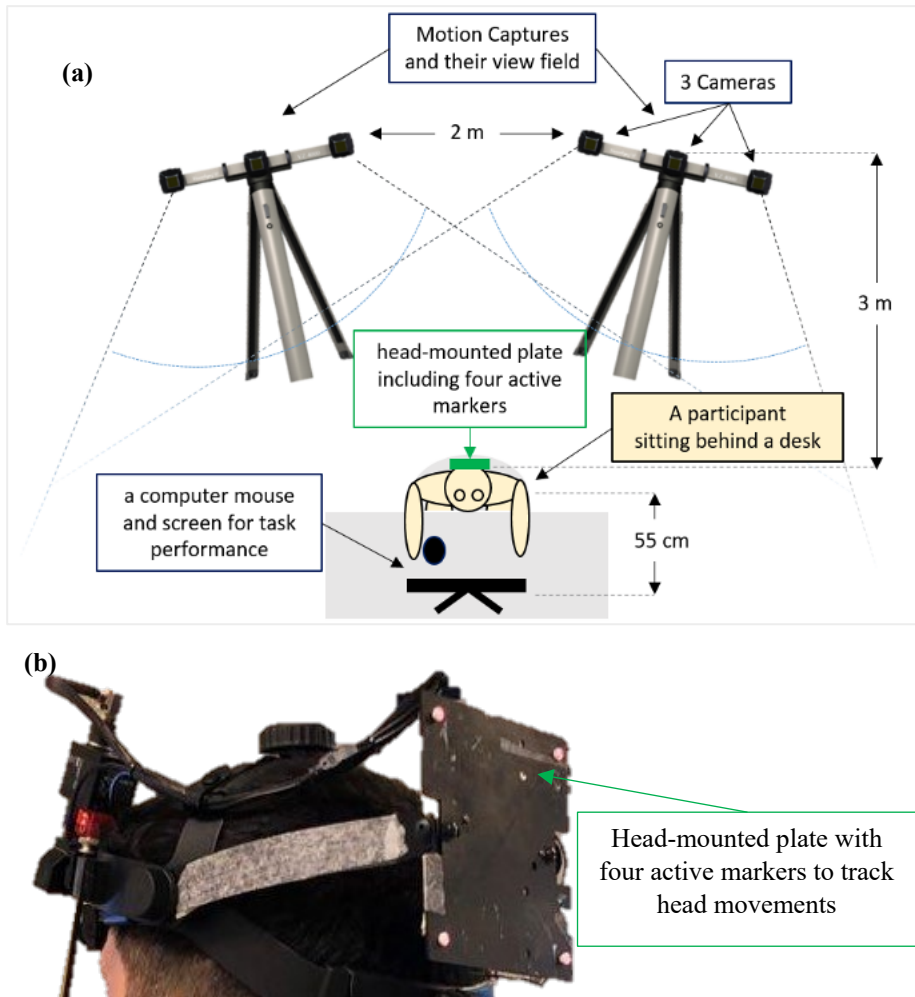 (a)
Motion Captures
and their view field
3 Cameras
2 m
3 m
head-mounted plate
including four active
markers
A participant
sitting behind a desk
a computer mouse
and screen for task
performance
55 cm
(b)
Head-mounted plate with
four active markers to track
head movements